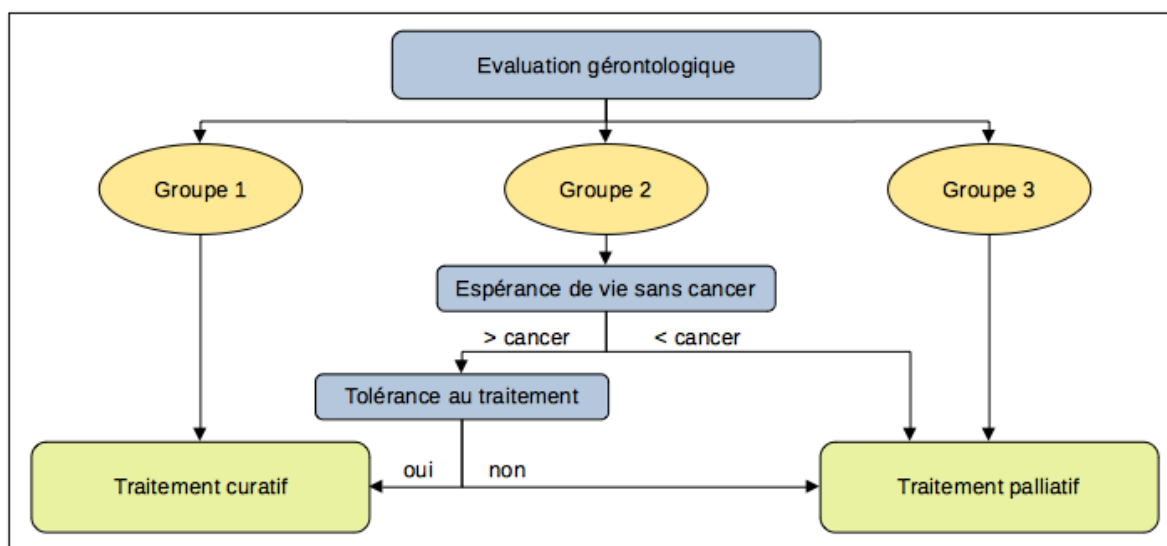 Evaluation gérontologique
Groupe 1
Groupe 2
Groupe 3
Espérance de vie sans cancer
> cancer
< cancer
Tolérance au traitement
oui
non
Traitement curatif
Traitement palliatif